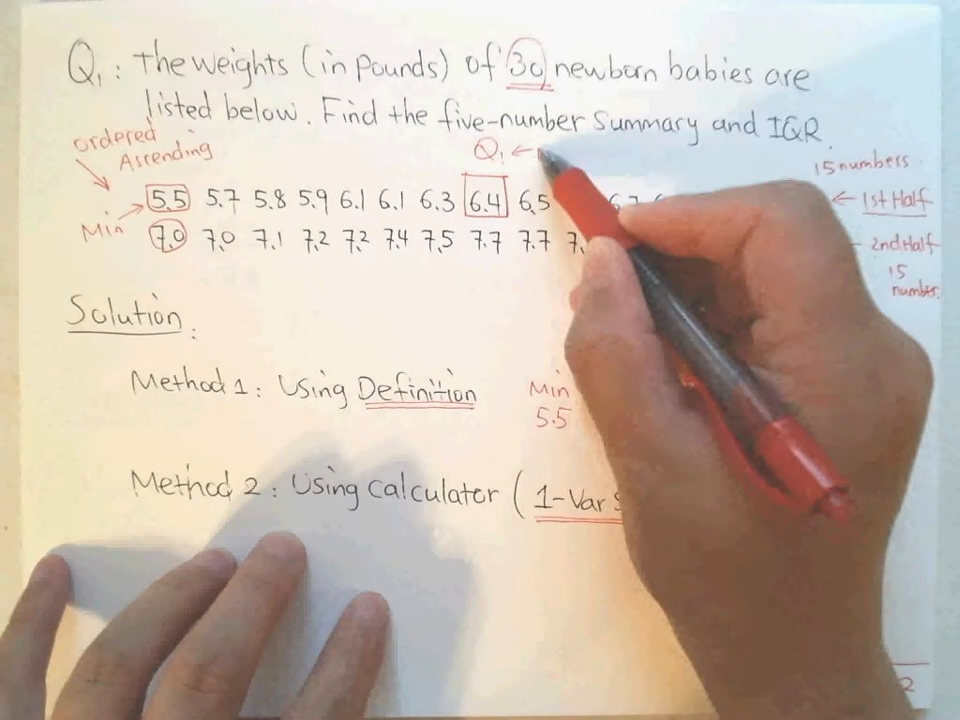 Q1: The weights (in pounds) of 30 newborn babies are
listed below. Find the five-number summary and IQR.
ordered
Ascending
Q1 ←
15 numbers
5.5 5.7 5.8 5.9 6.1 6.1 6.3 6.4 6.5
← 1st Half
Min
7.0 7.0 7.1 7.2 7.2 7.4 7.5 7.7 7.7 7.
2nd Half
15
number.
Solution:
Method 1: Using Definition
Min
5.5
Method 2: Using Calculator (1-Var
2